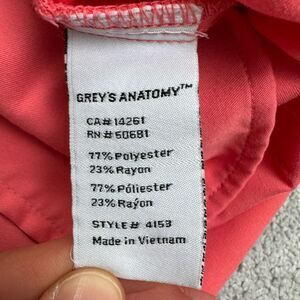 GREY'S ANATOMY™
CA# 14261
RN# 50681
77% Polyester
23% Rayon
77% Póliester
23% Rayón
STYLE# 4153
Made in Vietnam